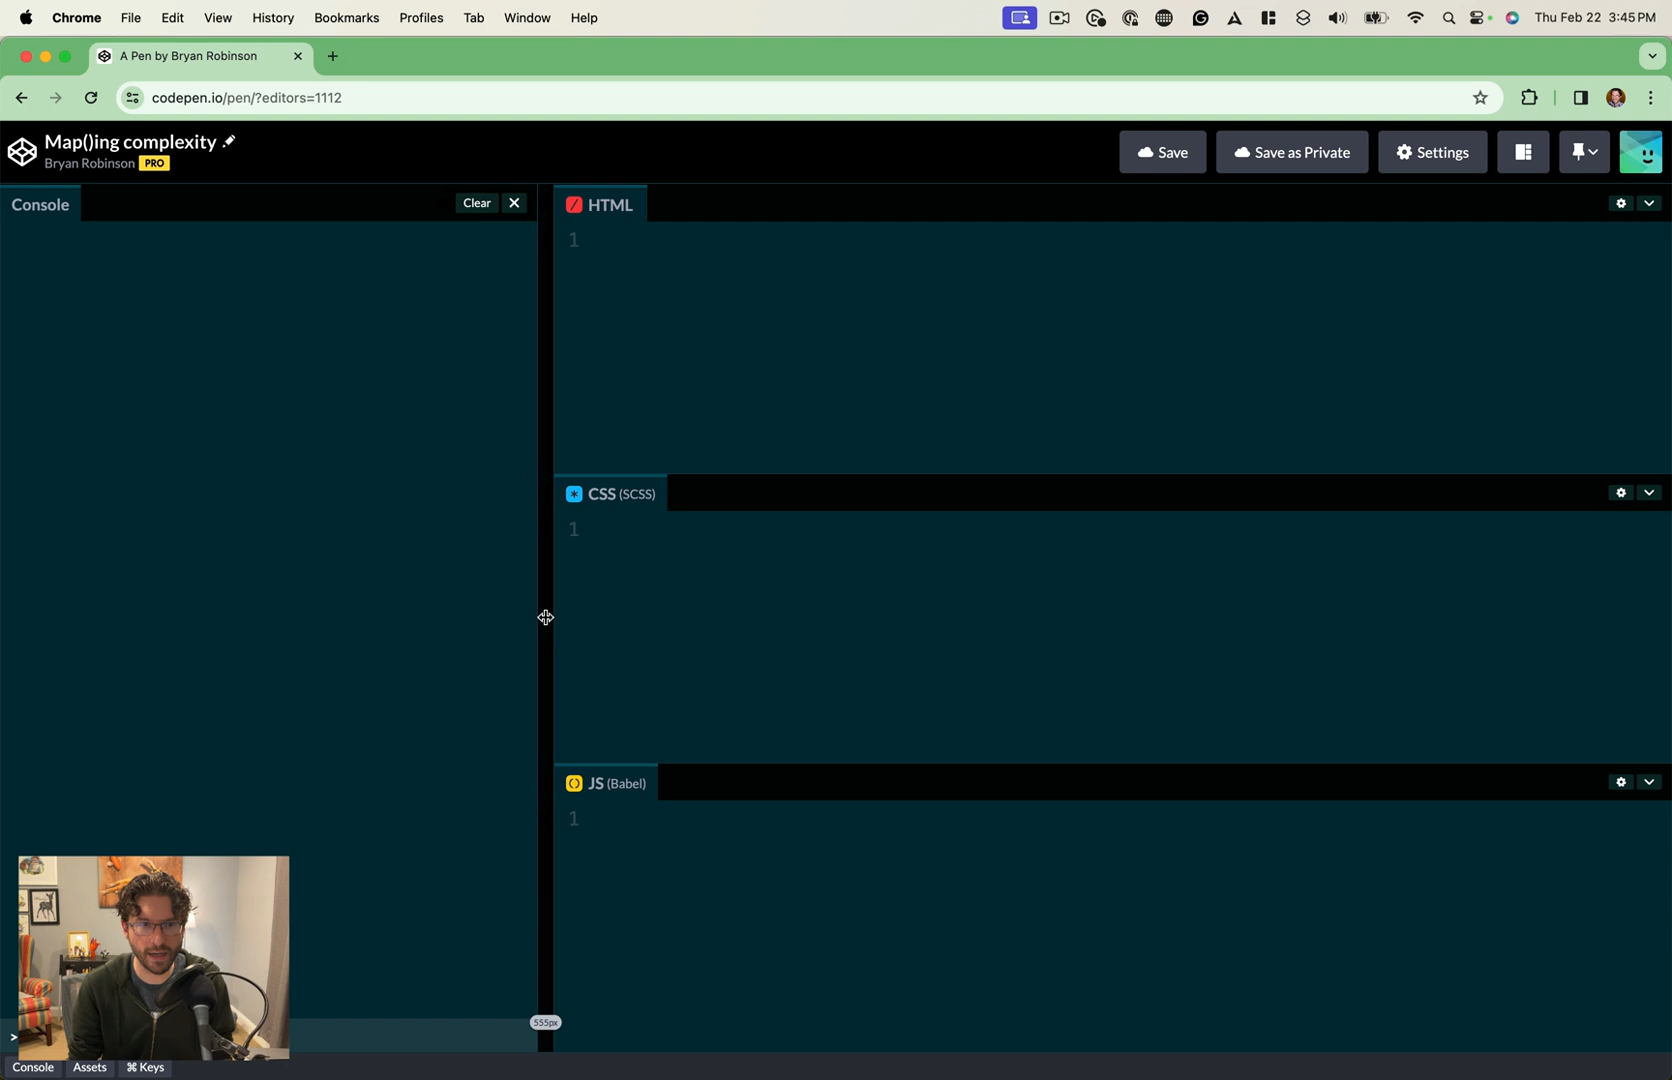 Chrome File Edit View History Bookmarks Profiles Tab Window Help Thu Feb 22 3:45 PM
A Pen by Bryan Robinson
codepen.io/pen/?editors=1112
Map()ing complexity
Bryan Robinson PRO
Save
Save as Private
Settings
Console
Clear
HTML
1
CSS (SCSS)
1
JS (Babel)
1
555px
>
Console Assets ⌘ Keys